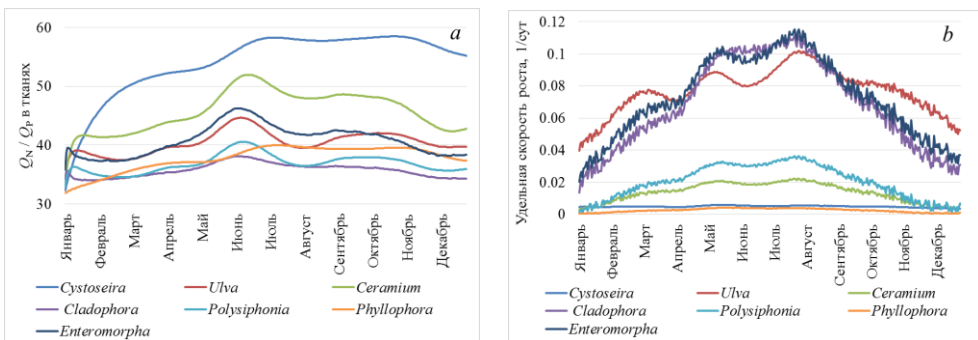 a
Q_N / Q_P в тканях
60
50
40
30
Январь
Февраль
Март
Апрель
Май
Июнь
Июль
Август
Сентябрь
Октябрь
Ноябрь
Декабрь
Cystoseira Ulva Ceramium
Cladophora Polysiphonia Phyllophora
Enteromorpha
b
Удельная скорость роста, 1/сут
0.12
0.1
0.08
0.06
0.04
0.02
0
Январь
Февраль
Март
Апрель
Май
Июнь
Июль
Август
Сентябрь
Октябрь
Ноябрь
Декабрь
Cystoseira Ulva Ceramium
Cladophora Polysiphonia Phyllophora
Enteromorpha